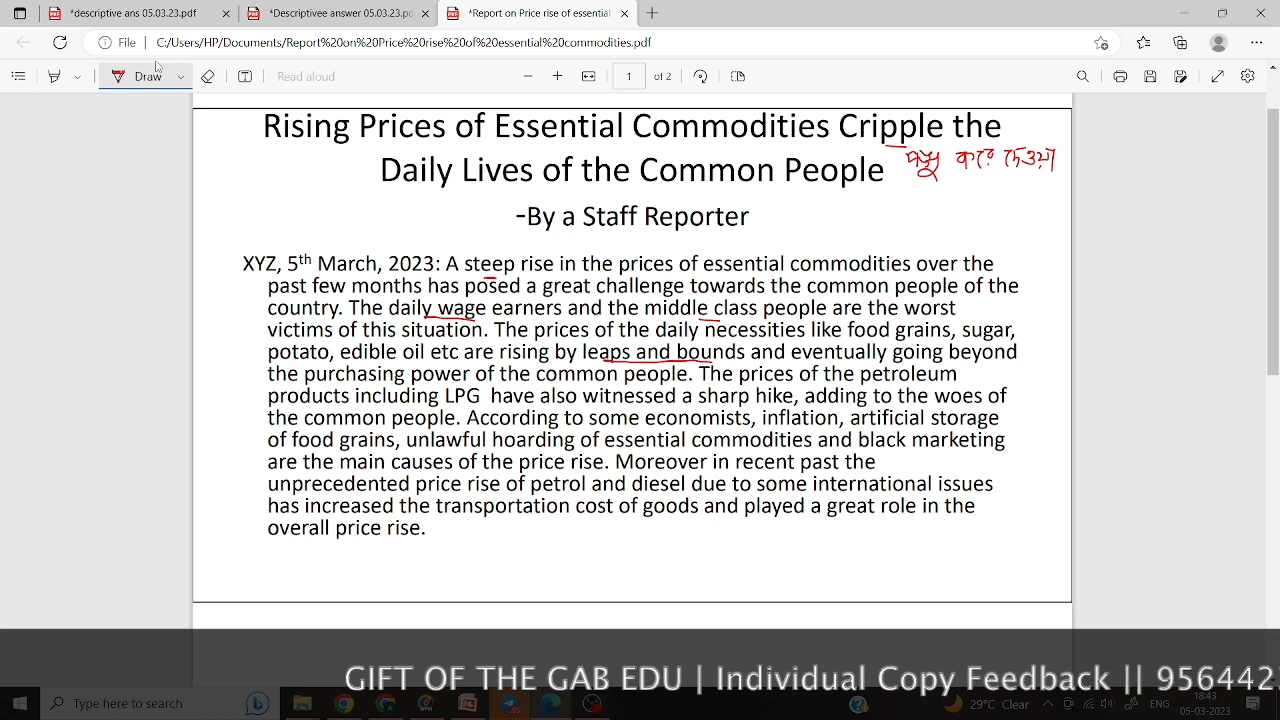 *descriptive ans 05.03.23.pdf
*Descriptive answer 05.03.23.pd
*Report on Price rise of essential
File C:/Users/HP/Documents/Report%20on%20Price%20rise%20of%20essential%20commodities.pdf
Draw Read aloud 1 of 2
Rising Prices of Essential Commodities Cripple the
Daily Lives of the Common People পঙ্গু করে দেওয়া
-By a Staff Reporter
XYZ, 5th March, 2023: A steep rise in the prices of essential commodities over the
past few months has posed a great challenge towards the common people of the
country. The daily wage earners and the middle class people are the worst
victims of this situation. The prices of the daily necessities like food grains, sugar,
potato, edible oil etc are rising by leaps and bounds and eventually going beyond
the purchasing power of the common people. The prices of the petroleum
products including LPG have also witnessed a sharp hike, adding to the woes of
the common people. According to some economists, inflation, artificial storage
of food grains, unlawful hoarding of essential commodities and black marketing
are the main causes of the price rise. Moreover in recent past the
unprecedented price rise of petrol and diesel due to some international issues
has increased the transportation cost of goods and played a great role in the
overall price rise.
GIFT OF THE GAB EDU | Individual Copy Feedback || 956442
Type here to search 29°C Clear ENG 18:43
05-03-2023